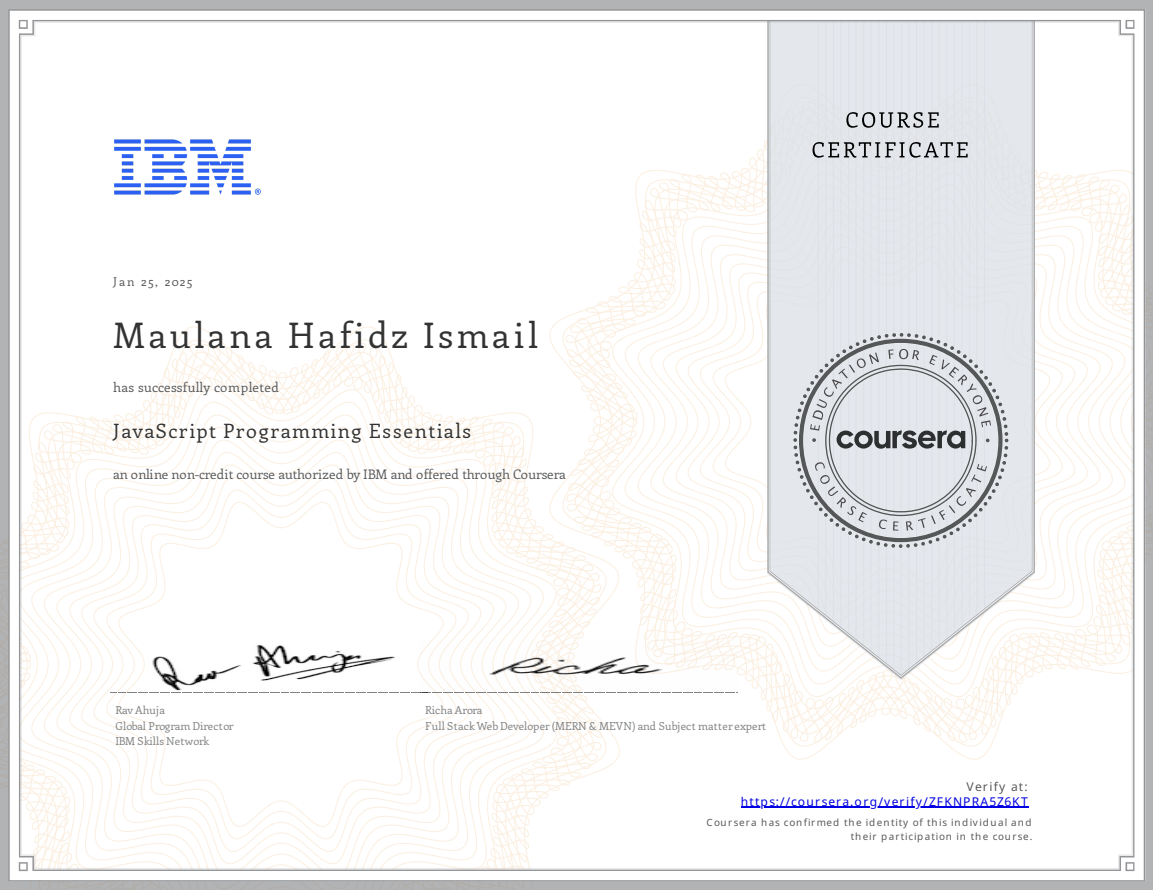 COURSE
CERTIFICATE
IBM®
Jan 25, 2025
Maulana Hafidz Ismail
has successfully completed
JavaScript Programming Essentials
an online non-credit course authorized by IBM and offered through Coursera
EDUCATION FOR EVERYONE
coursera
COURSE CERTIFICATE
Rav Ahuja
Richa
Rav Ahuja
Global Program Director
IBM Skills Network
Richa Arora
Full Stack Web Developer (MERN & MEVN) and Subject matter expert
Verify at:
https://coursera.org/verify/ZFKNPRA5Z6KT
Coursera has confirmed the identity of this individual and
their participation in the course.